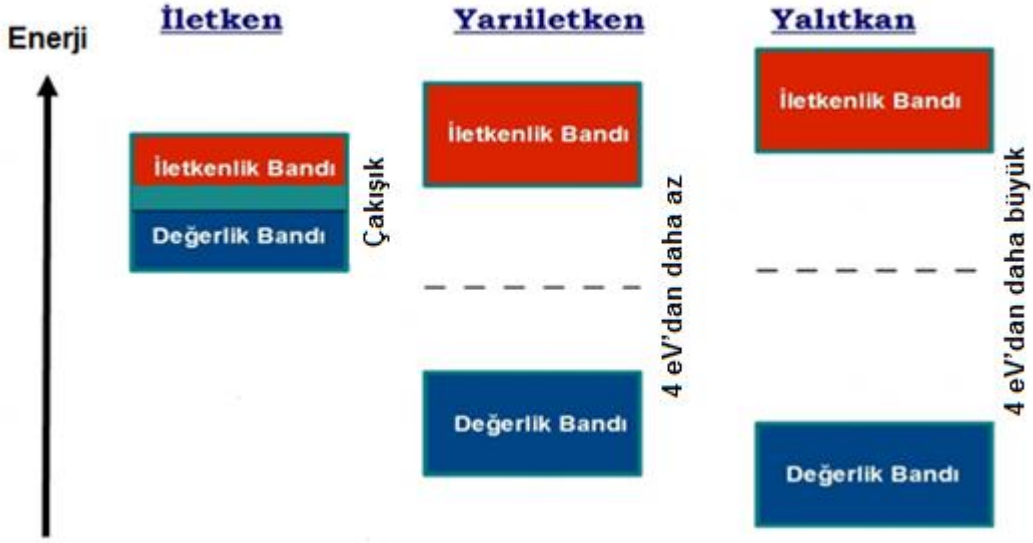 Enerji
İletken
İletkenlik Bandı
Değerlik Bandı
Çakışık
Yarıiletken
İletkenlik Bandı
Değerlik Bandı
4 eV'dan daha az
Yalıtkan
İletkenlik Bandı
Değerlik Bandı
4 eV'dan daha büyük